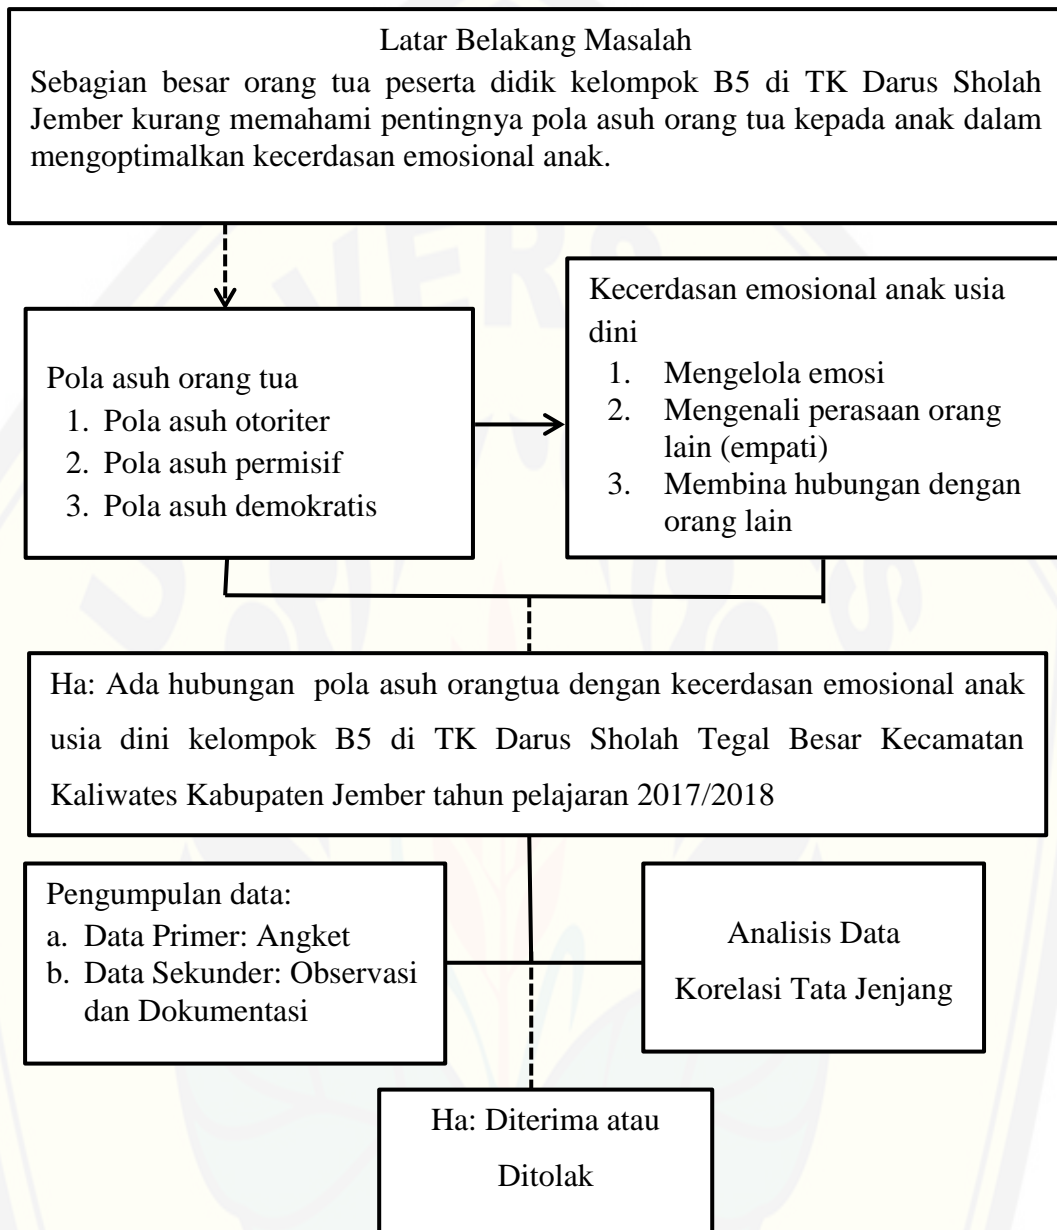 Latar Belakang Masalah
Sebagian besar orang tua peserta didik kelompok B5 di TK Darus Sholah
Jember kurang memahami pentingnya pola asuh orang tua kepada anak dalam
mengoptimalkan kecerdasan emosional anak.
Pola asuh orang tua
1. Pola asuh otoriter
2. Pola asuh permisif
3. Pola asuh demokratis
Kecerdasan emosional anak usia
dini
1. Mengelola emosi
2. Mengenali perasaan orang
lain (empati)
3. Membina hubungan dengan
orang lain
Ha: Ada hubungan pola asuh orangtua dengan kecerdasan emosional anak
usia dini kelompok B5 di TK Darus Sholah Tegal Besar Kecamatan
Kaliwates Kabupaten Jember tahun pelajaran 2017/2018
Pengumpulan data:
a. Data Primer: Angket
b. Data Sekunder: Observasi
dan Dokumentasi
Analisis Data
Korelasi Tata Jenjang
Ha: Diterima atau
Ditolak